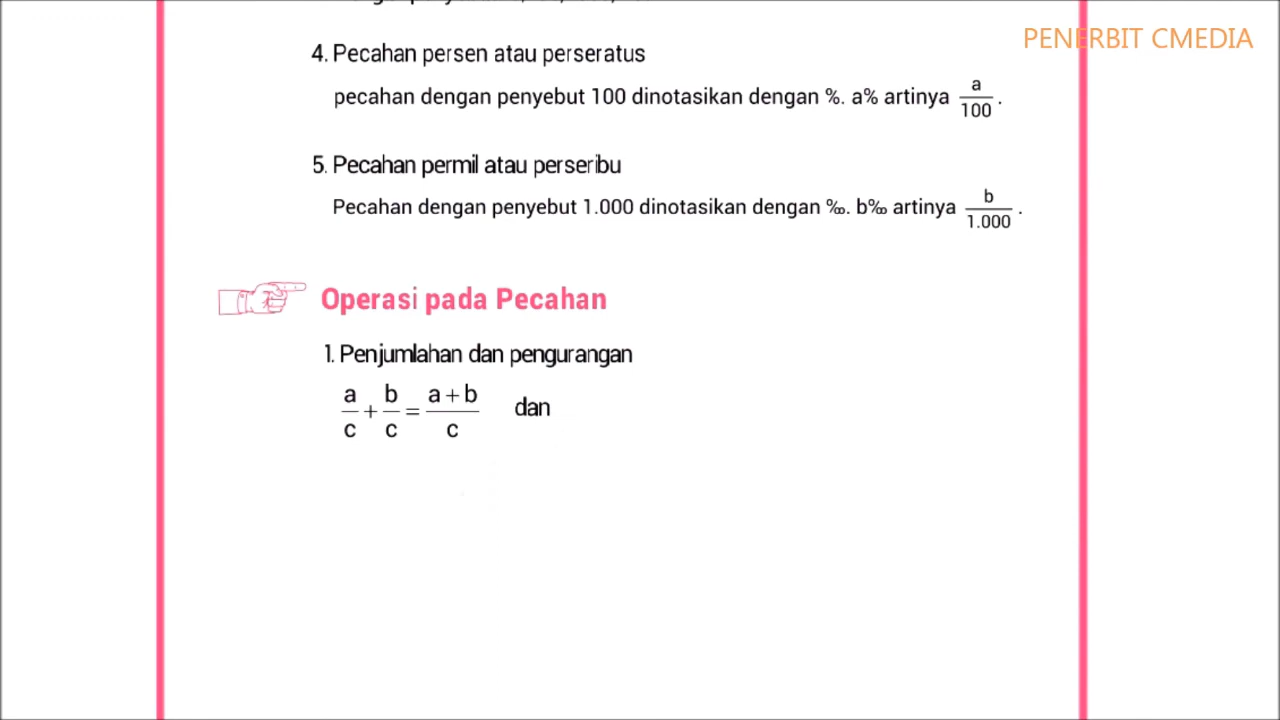 PENERBIT CMEDIA
4. Pecahan persen atau perseratus
pecahan dengan penyebut 100 dinotasikan dengan %. a% artinya a/100 .
5. Pecahan permil atau perseribu
Pecahan dengan penyebut 1.000 dinotasikan dengan ‰. b‰ artinya b/1.000 .
Operasi pada Pecahan
1. Penjumlahan dan pengurangan
a/c + b/c = a+b/c dan